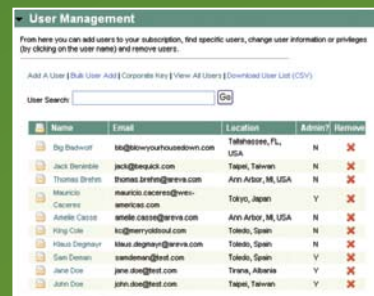 User Management
From here you can add users to your subscription, find specific users, change user information or privileges
(by clicking on the user name) and remove users.
Add A User | Bulk User Add | Corporate Key | View All Users | Download User List (CSV)
User Search: Go
Name Email Location Admin? Remove
Big Badwolf bb@blowyourhousedown.com Tallahassee, FL, USA N
Jack Benimble jack@bequick.com Taipei, Taiwan N
Thomas Brehm thomas.brehm@areva.com Ann Arbor, MI, USA N
Mauricio Caceres mauricio.caceres@wes-americas.com Tokyo, Japan Y
Amelie Casse amelie.casse@areva.com Ann Arbor, MI, USA N
King Cole kc@merryoldsoul.com Toledo, Spain N
Klaus Degmayr klaus.degmayr@areva.com Toledo, Spain N
Sam Deman samdeman@test.com Toledo, Spain Y
Jane Doe jane.doe@test.com Tirana, Albania Y
John Doe john.doe@test.com Taipei, Taiwan Y